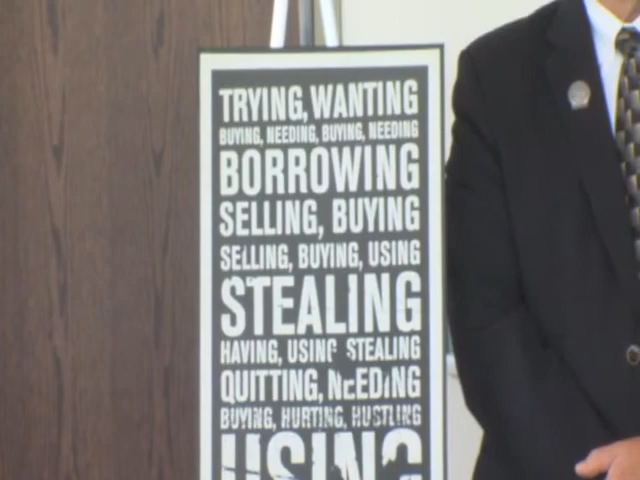 TRYING, WANTING
BUYING, NEEDING, BUYING, NEEDING
BORROWING
SELLING, BUYING
SELLING, BUYING, USING
STEALING
HAVING, USING STEALING
QUITTING, NEEDING
BUYING, HURTING, HUSTLING
USING